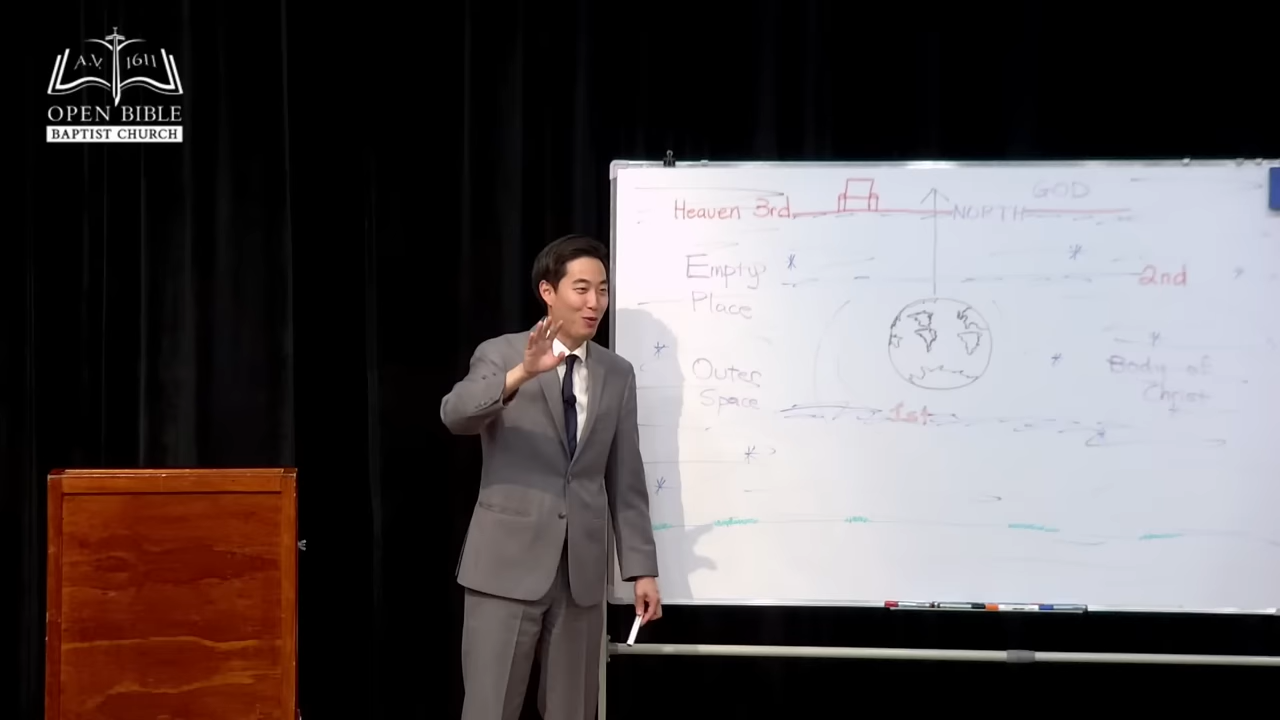 A.V. 1611
OPEN BIBLE
BAPTIST CHURCH
GOD
Heaven 3rd
NORTH
Empty
Place
2nd
Outer
Space
Body of
Christ
1st